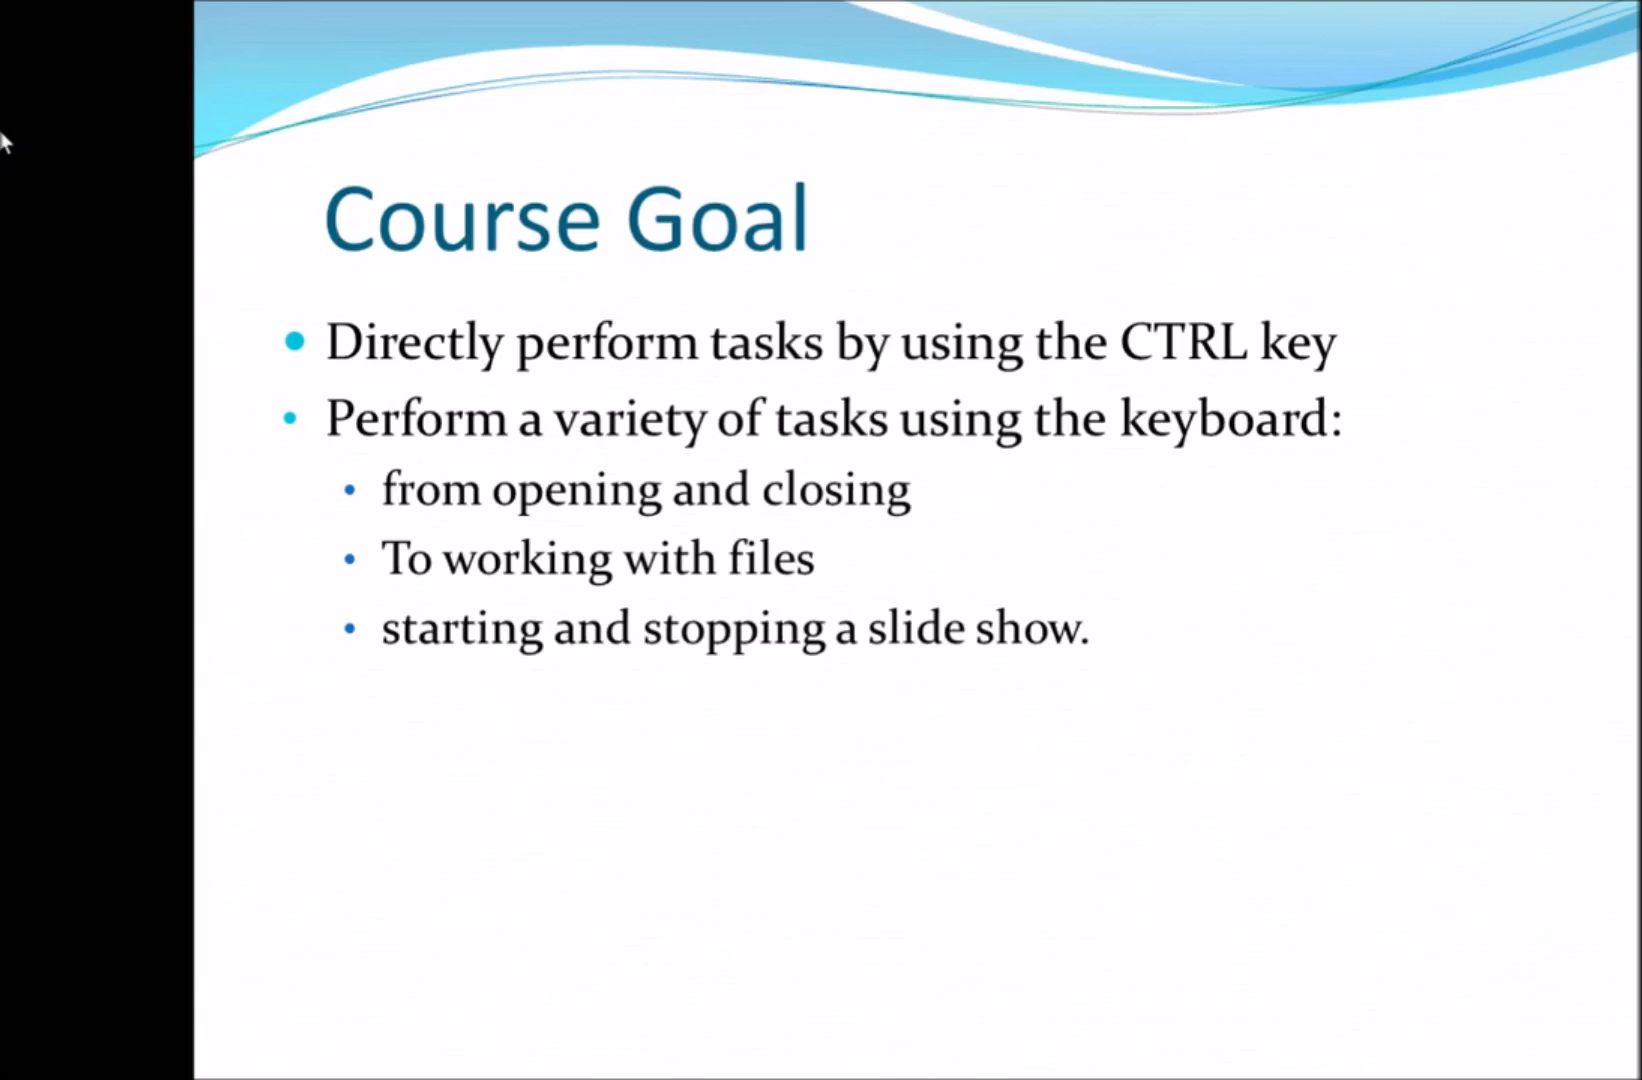 Course Goal
Directly perform tasks by using the CTRL key
Perform a variety of tasks using the keyboard:
from opening and closing
To working with files
starting and stopping a slide show.